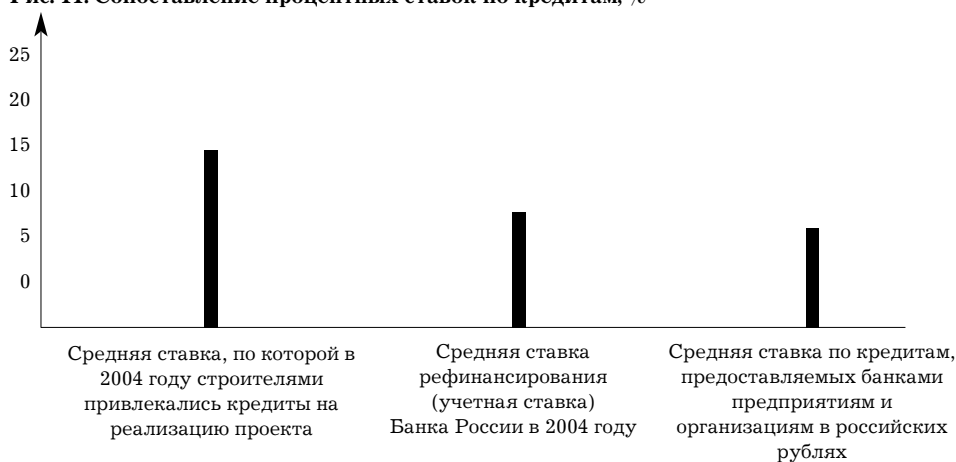 Рис. 11. Сопоставление процентных ставок по кредитам, %
25
20
15
10
5
0
Средняя ставка, по которой в
2004 году строителями
привлекались кредиты на
реализацию проекта
Средняя ставка
рефинансирования
(учетная ставка)
Банка России в 2004 году
Средняя ставка по кредитам,
предоставляемых банками
предприятиям и
организациям в российских
рублях